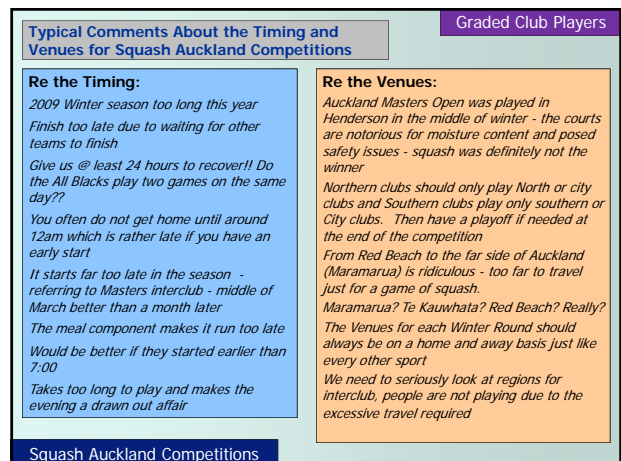 Graded Club Players
Typical Comments About the Timing and
Venues for Squash Auckland Competitions
Re the Timing:
2009 Winter season too long this year
Finish too late due to waiting for other
teams to finish
Give us @ least 24 hours to recover!! Do
the All Blacks play two games on the same
day??
You often do not get home until around
12am which is rather late if you have an
early start
It starts far too late in the season -
referring to Masters interclub - middle of
March better than a month later
The meal component makes it run too late
Would be better if they started earlier than
7:00
Takes too long to play and makes the
evening a drawn out affair
Re the Venues:
Auckland Masters Open was played in
Henderson in the middle of winter - the courts
are notorious for moisture content and posed
safety issues - squash was definitely not the
winner
Northern clubs should only play North or city
clubs and Southern clubs play only southern or
City clubs. Then have a playoff if needed at
the end of the competition
From Red Beach to the far side of Auckland
(Maramarua) is ridiculous - too far to travel
just for a game of squash.
Maramarua? Te Kauwhata? Red Beach? Really?
The Venues for each Winter Round should
always be on a home and away basis just like
every other sport
We need to seriously look at regions for
interclub, people are not playing due to the
excessive travel required
Squash Auckland Competitions